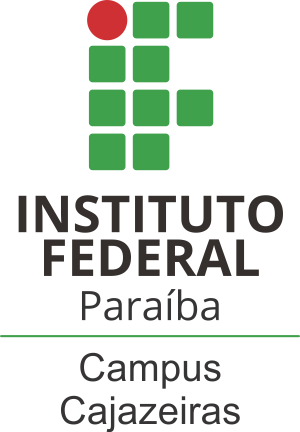 INSTITUTO
FEDERAL
Paraíba
Campus
Cajazeiras